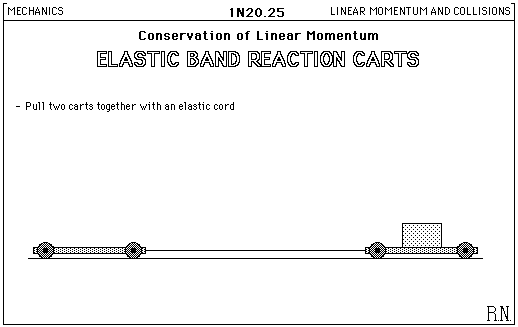 MECHANICS 1N20.25 LINEAR MOMENTUM AND COLLISIONS
Conservation of Linear Momentum
ELASTIC BAND REACTION CARTS
- Pull two carts together with an elastic cord
R.N.